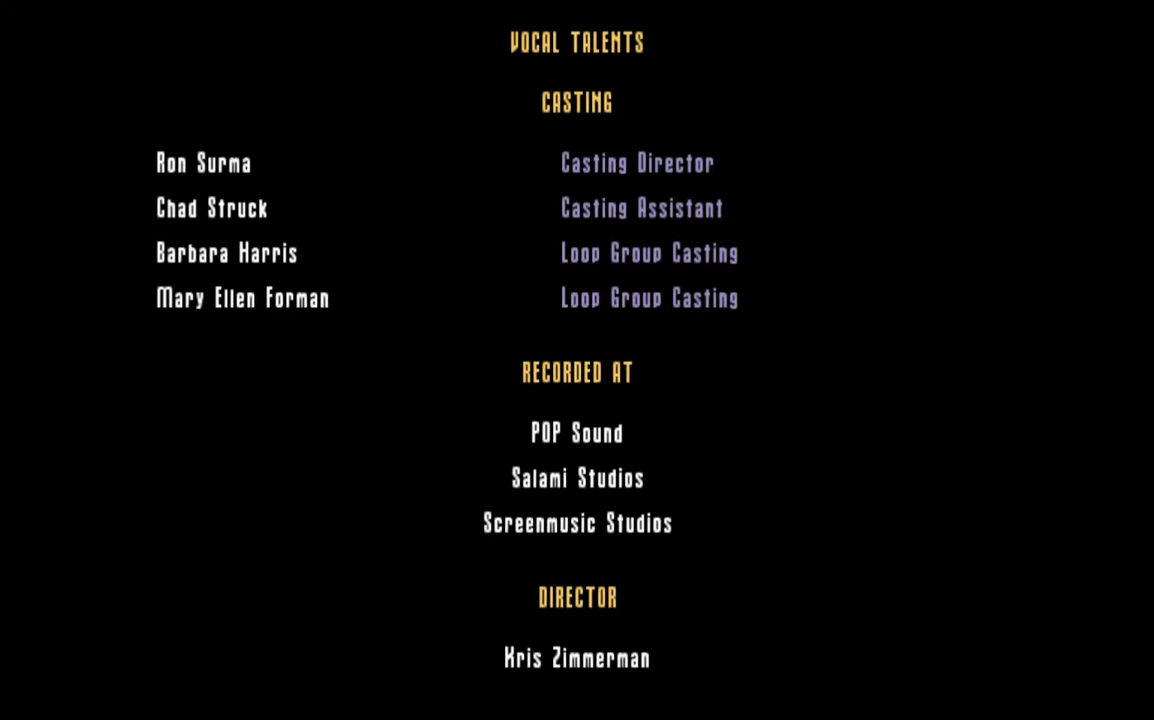 VOCAL TALENTS
CASTING
Ron Surma Casting Director
Chad Struck Casting Assistant
Barbara Harris Loop Group Casting
Mary Ellen Forman Loop Group Casting
RECORDED AT
POP Sound
Salami Studios
Screenmusic Studios
DIRECTOR
Kris Zimmerman